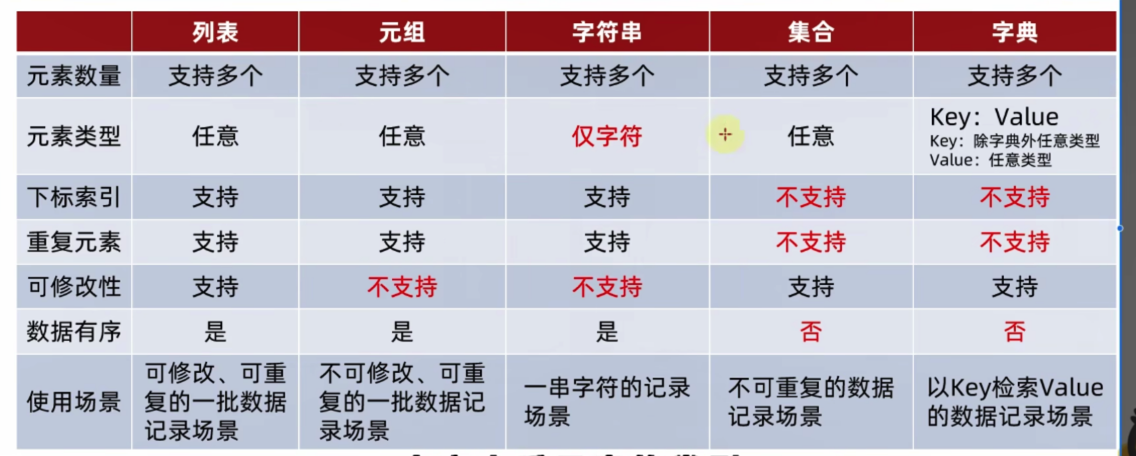 列表 元组 字符串 集合 字典
元素数量 支持多个 支持多个 支持多个 支持多个 支持多个
元素类型 任意 任意 仅字符 任意 Key：Value
Key：除字典外任意类型
Value：任意类型
下标索引 支持 支持 支持 不支持 不支持
重复元素 支持 支持 支持 不支持 不支持
可修改性 支持 不支持 不支持 支持 支持
数据有序 是 是 是 否 否
使用场景
可修改、可重
复的一批数据
记录场景
不可修改、可重
复的一批数据记
录场景
一串字符的记录
场景
不可重复的数据
记录场景
以Key检索Value
的数据记录场景